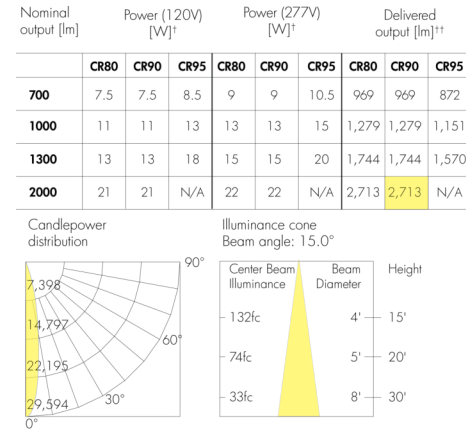 Nominal Power (120V) Power (277V) Delivered
output [lm] [W]† [W]† output [lm]††
CR80 CR90 CR95 CR80 CR90 CR95 CR80 CR90 CR95
700 7.5 7.5 8.5 9 9 10.5 969 969 872
1000 11 11 13 13 13 15 1,279 1,279 1,151
1300 13 13 18 15 15 20 1,744 1,744 1,570
2000 21 21 N/A 22 22 N/A 2,713 2,713 N/A
Candlepower
distribution
90°
7,398
14,797
60°
22,195
30°
29,594
0°
Illuminance cone
Beam angle: 15.0°
Center Beam Beam Height
Illuminance Diameter
132fc 4' 15'
74fc 5' 20'
33fc 8' 30'